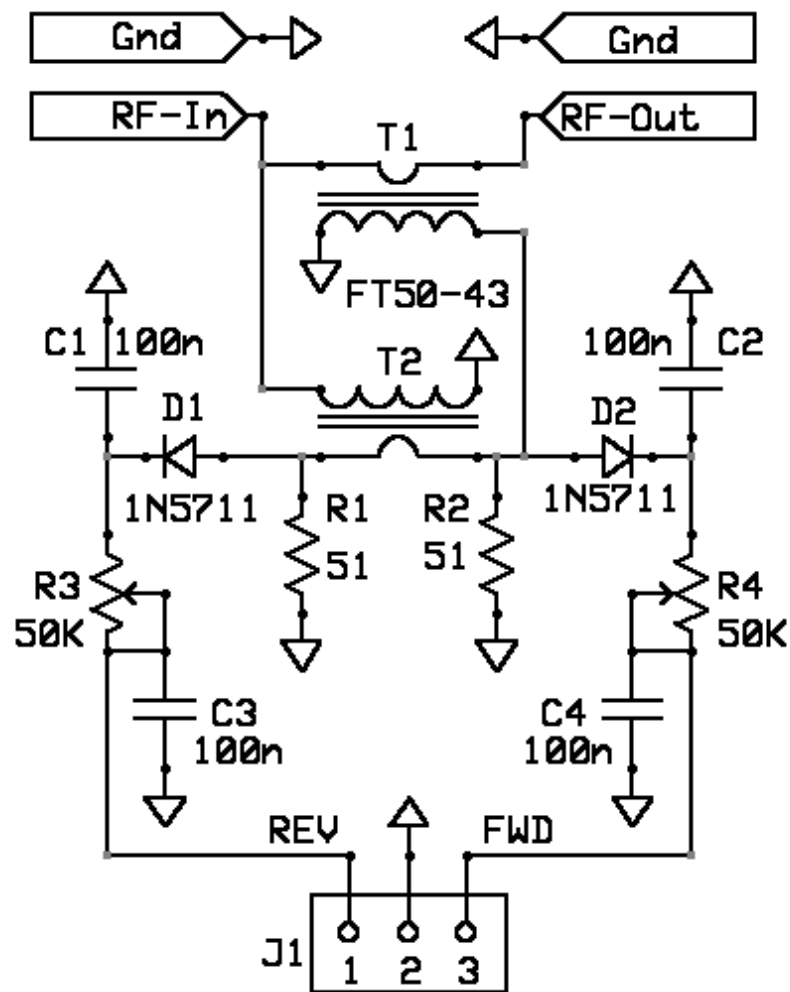 Gnd Gnd
RF-In RF-Out
T1
FT50-43
C1 100n 100n C2
T2
D1 D2
1N5711 1N5711
R1 R2
51 51
R3 R4
50K 50K
C3 C4
100n 100n
REV FWD
J1
1 2 3